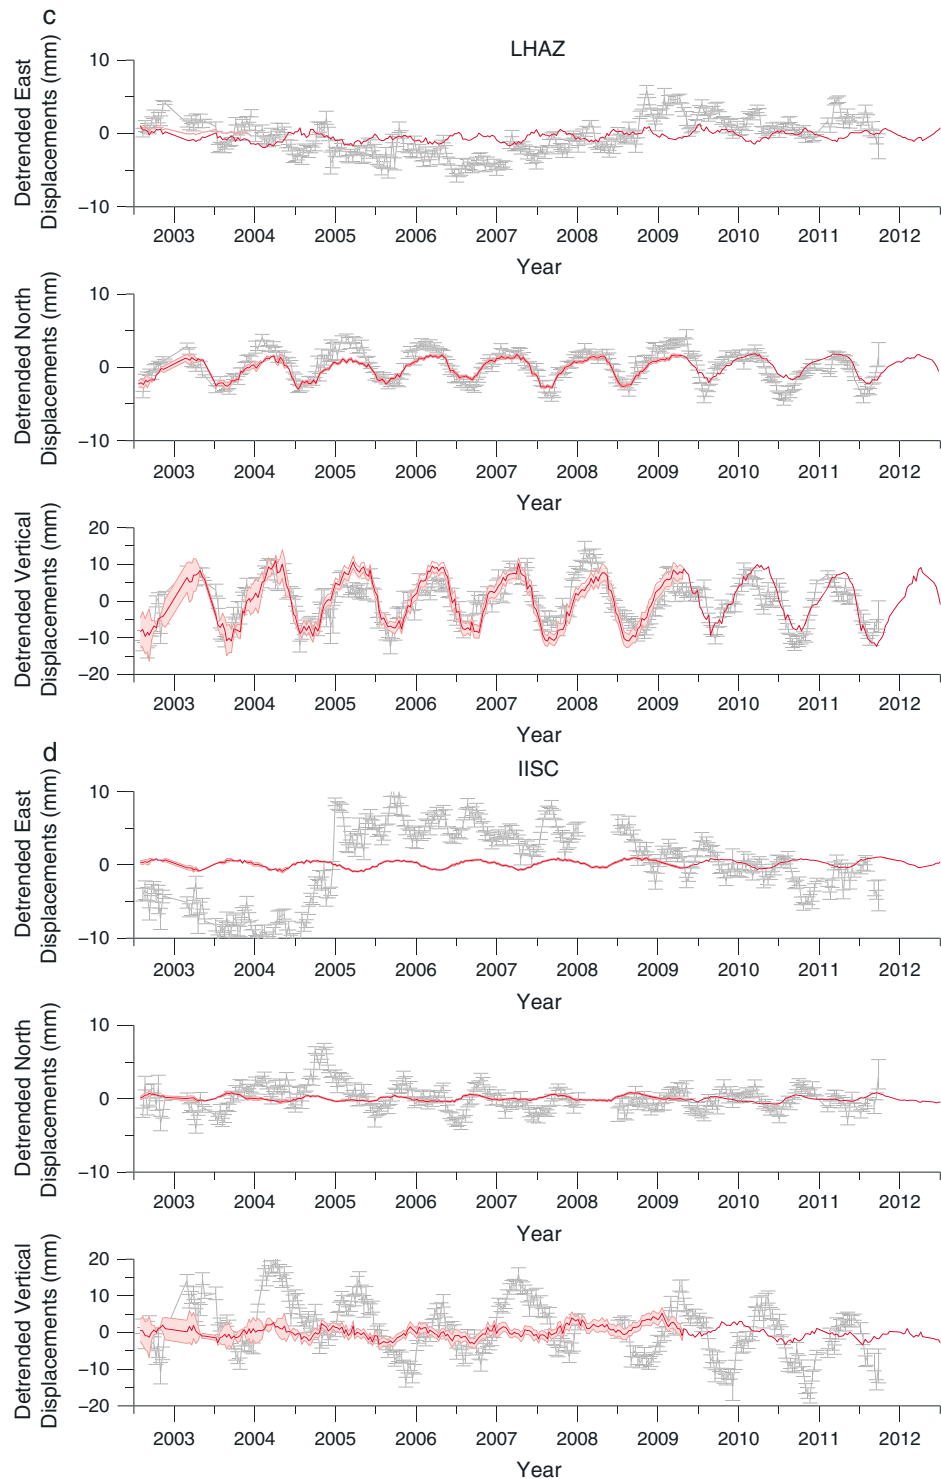 c
LHAZ
Detrended East
Displacements (mm)
10
0
−10
2003 2004 2005 2006 2007 2008 2009 2010 2011 2012
Year
Detrended North
Displacements (mm)
10
0
−10
2003 2004 2005 2006 2007 2008 2009 2010 2011 2012
Year
Detrended Vertical
Displacements (mm)
20
10
0
−10
−20
2003 2004 2005 2006 2007 2008 2009 2010 2011 2012
Year
d
IISC
Detrended East
Displacements (mm)
10
0
−10
2003 2004 2005 2006 2007 2008 2009 2010 2011 2012
Year
Detrended North
Displacements (mm)
10
0
−10
2003 2004 2005 2006 2007 2008 2009 2010 2011 2012
Year
Detrended Vertical
Displacements (mm)
20
10
0
−10
−20
2003 2004 2005 2006 2007 2008 2009 2010 2011 2012
Year